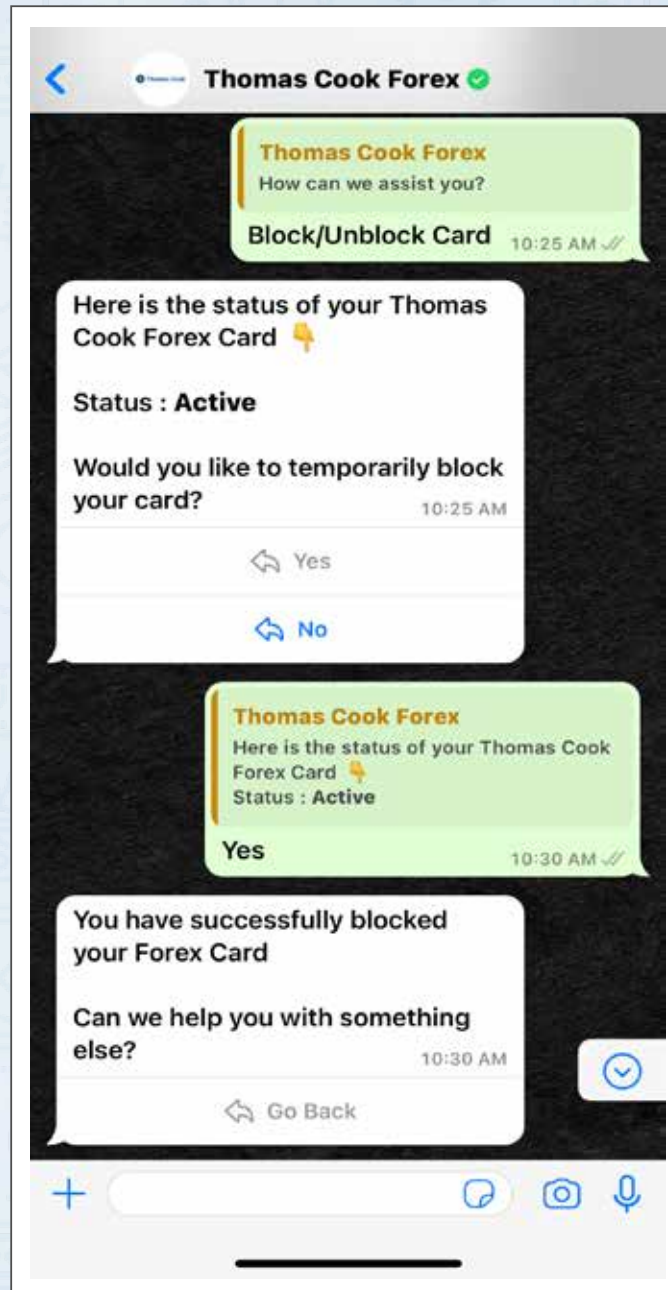 Thomas Cook Forex
Thomas Cook Forex
How can we assist you?
Block/Unblock Card 10:25 AM
Here is the status of your Thomas
Cook Forex Card 👇
Status : Active
Would you like to temporarily block
your card? 10:25 AM
Yes
No
Thomas Cook Forex
Here is the status of your Thomas Cook
Forex Card 👇
Status : Active
Yes 10:30 AM
You have successfully blocked
your Forex Card
Can we help you with something
else? 10:30 AM
Go Back